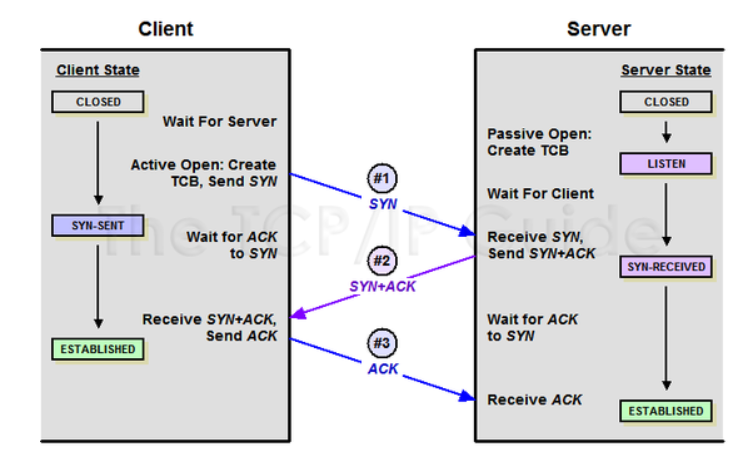 Client
Server
Client State
CLOSED
Wait For Server
Active Open: Create
TCB, Send SYN
SYN-SENT
Wait for ACK
to SYN
Receive SYN+ACK,
Send ACK
ESTABLISHED
#1
SYN
#2
SYN+ACK
#3
ACK
Server State
CLOSED
Passive Open:
Create TCB
LISTEN
Wait For Client
Receive SYN,
Send SYN+ACK
SYN-RECEIVED
Wait for ACK
to SYN
Receive ACK
ESTABLISHED
The TCP/IP Guide